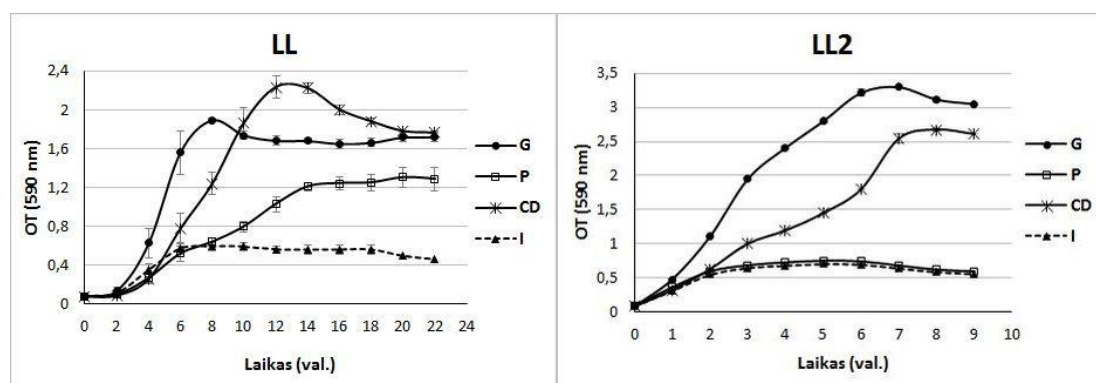 LL
OT (590 nm)
2,4
2
1,6
1,2
0,8
0,4
0
0 2 4 6 8 10 12 14 16 18 20 22 24
Laikas (val.)
G
P
CD
I
LL2
OT (590 nm)
3,5
3
2,5
2
1,5
1
0,5
0
0 1 2 3 4 5 6 7 8 9 10
Laikas (val.)
G
P
CD
I